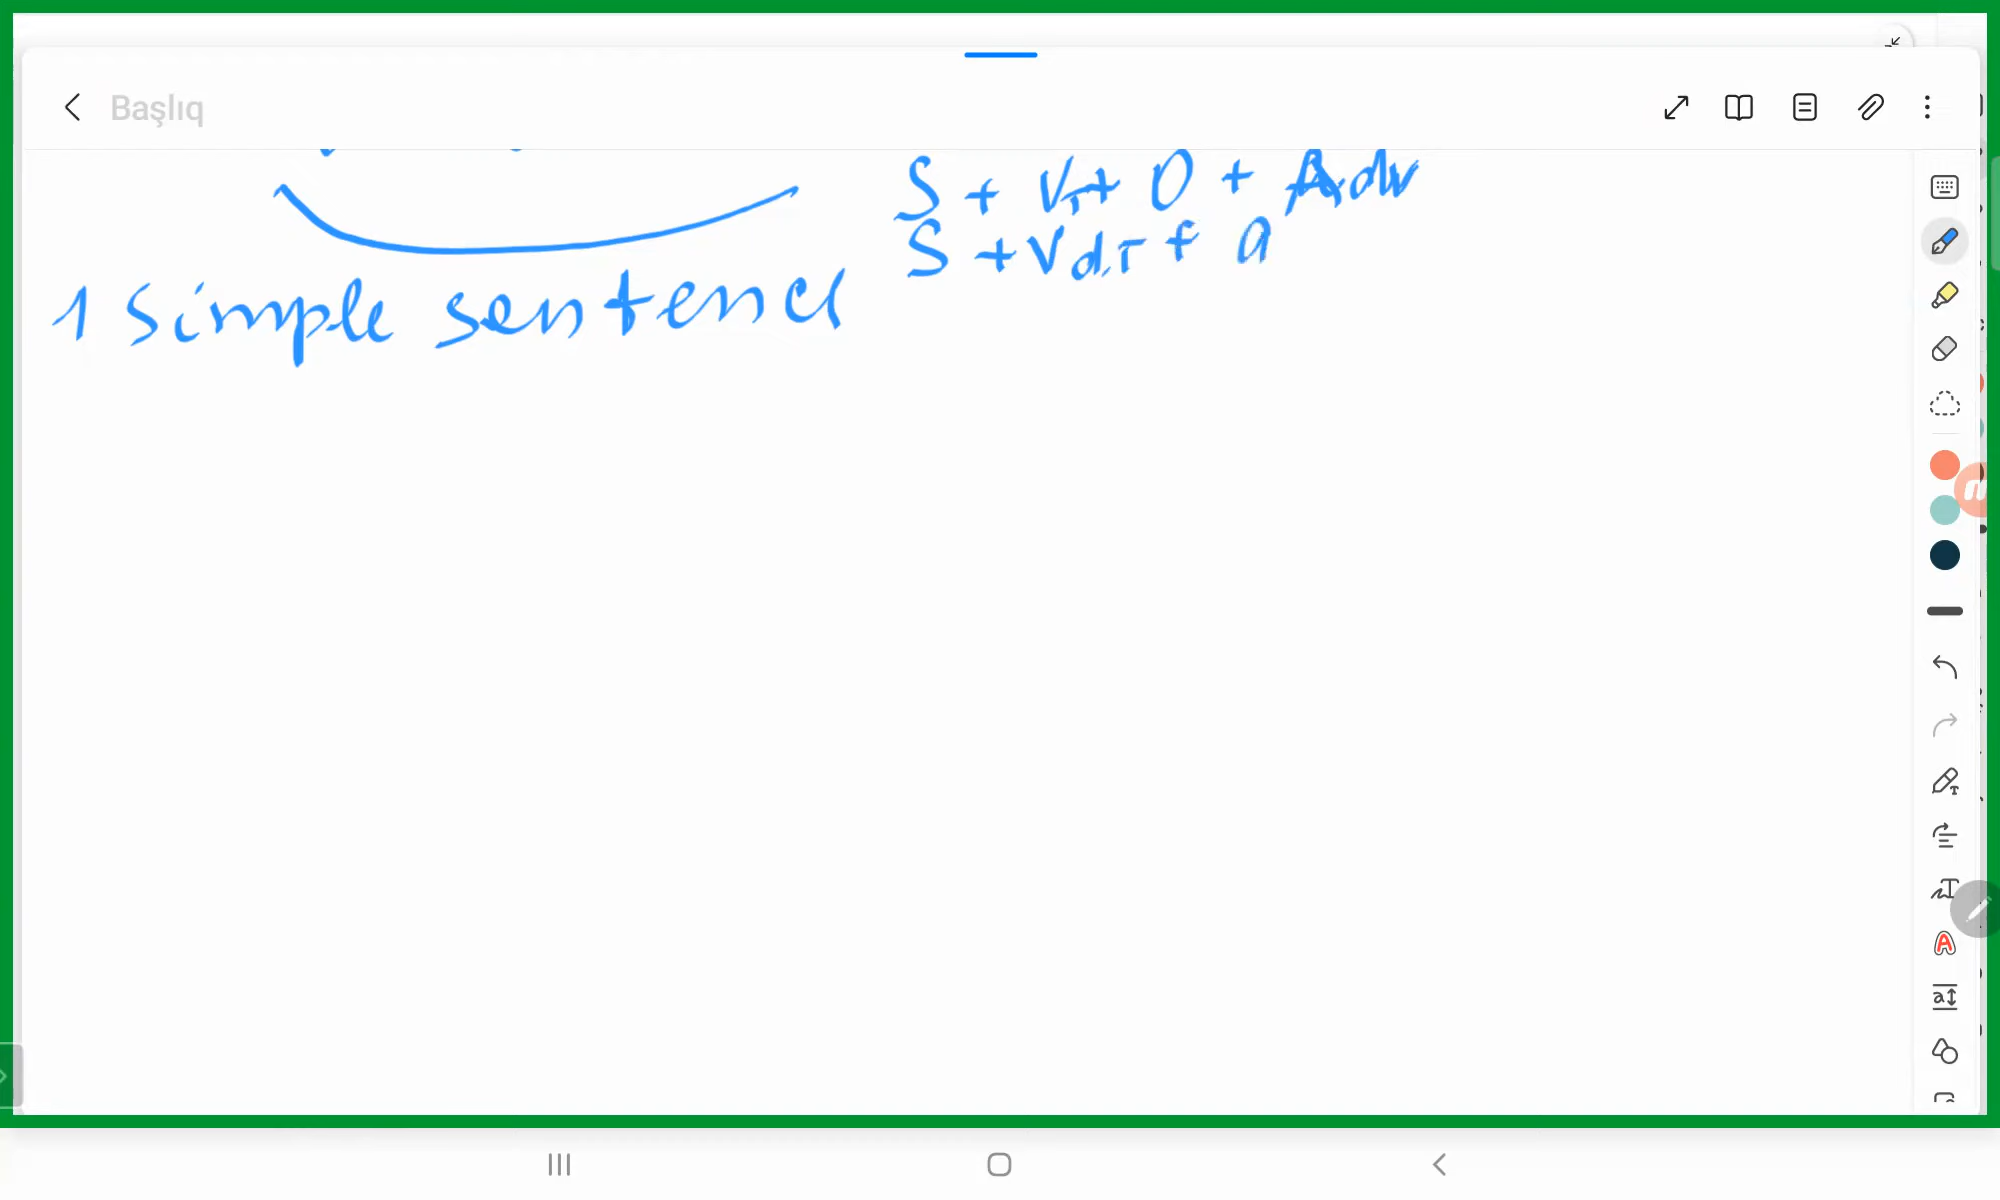 Başlıq
S + VT + O + Adv
S + Vd.T + a
1 simple sentence